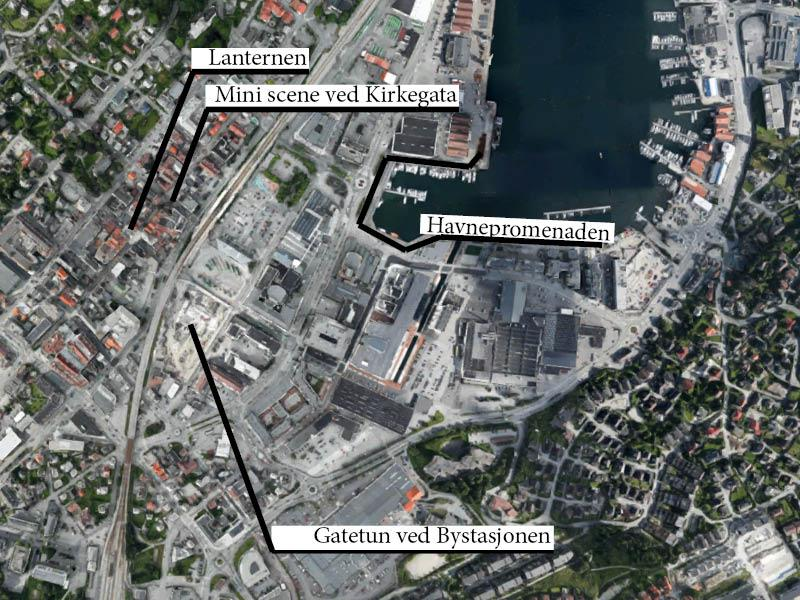 Lanternen
Mini scene ved Kirkegata
Havnepromenaden
Gatetun ved Bystasjonen